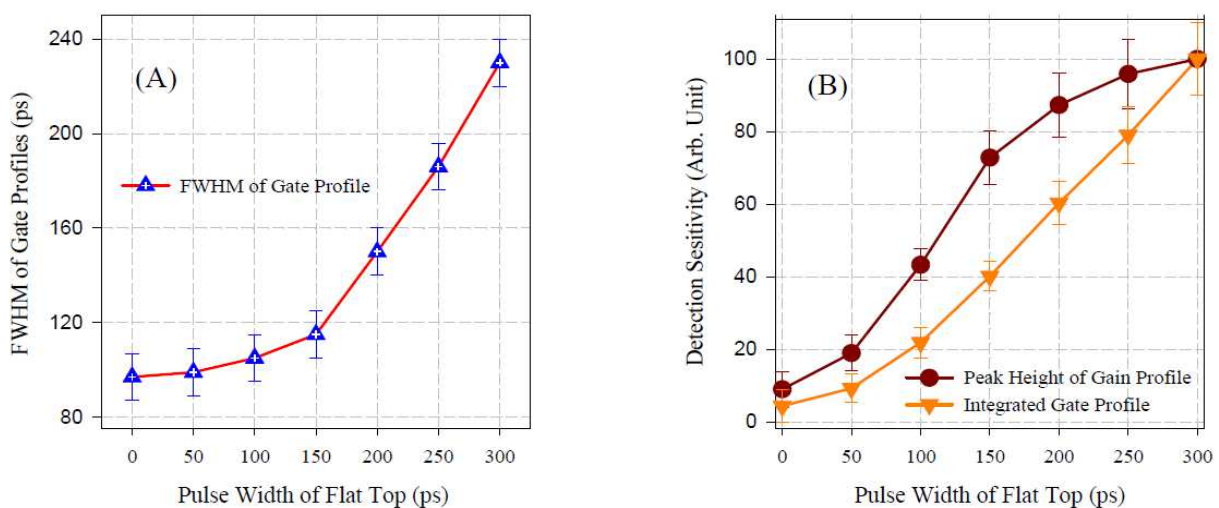 FWHM of Gate Profiles (ps)
240
200
160
120
80
(A)
FWHM of Gate Profile
0 50 100 150 200 250 300
Pulse Width of Flat Top (ps)
Detection Sesitivity (Arb. Unit)
100
80
60
40
20
0
(B)
Peak Height of Gain Profile
Integrated Gate Profile
0 50 100 150 200 250 300
Pulse Width of Flat Top (ps)